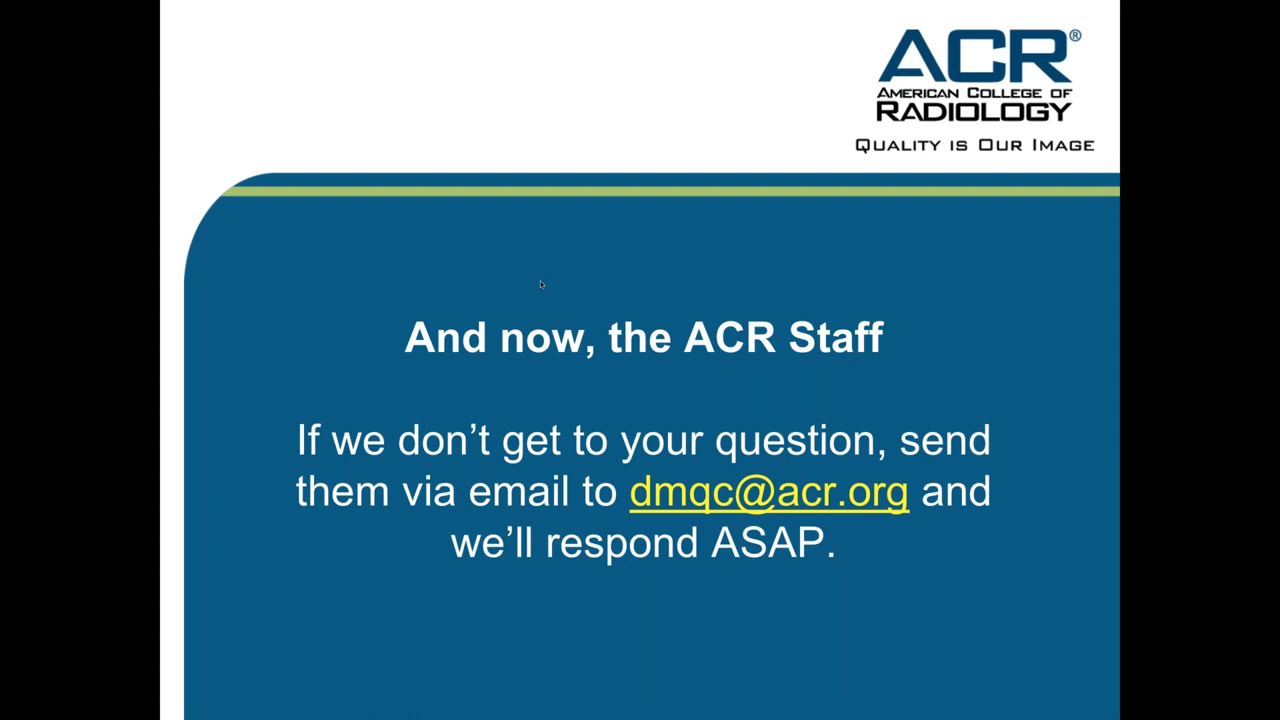 ACR®
AMERICAN COLLEGE OF
RADIOLOGY
QUALITY IS OUR IMAGE
And now, the ACR Staff
If we don’t get to your question, send
them via email to dmqc@acr.org and
we’ll respond ASAP.